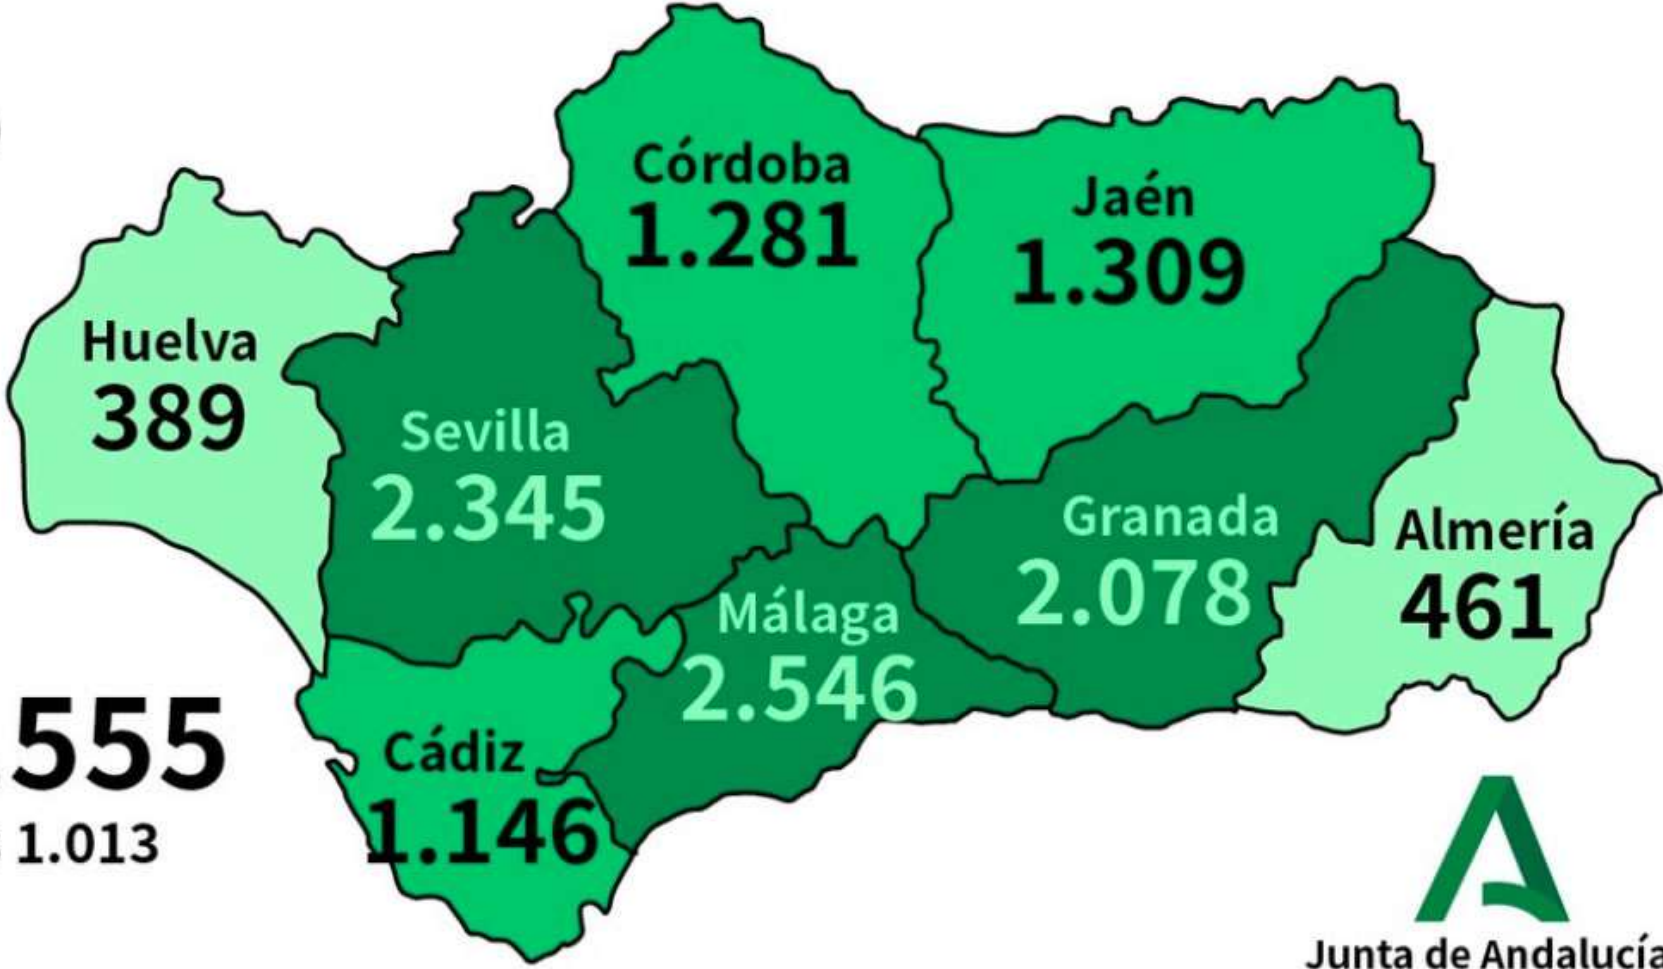 Córdoba
1.281
Jaén
1.309
Huelva
389
Sevilla
2.345
Granada
2.078
Almería
461
Málaga
2.546
Cádiz
1.146
555
1.013
Junta de Andalucía